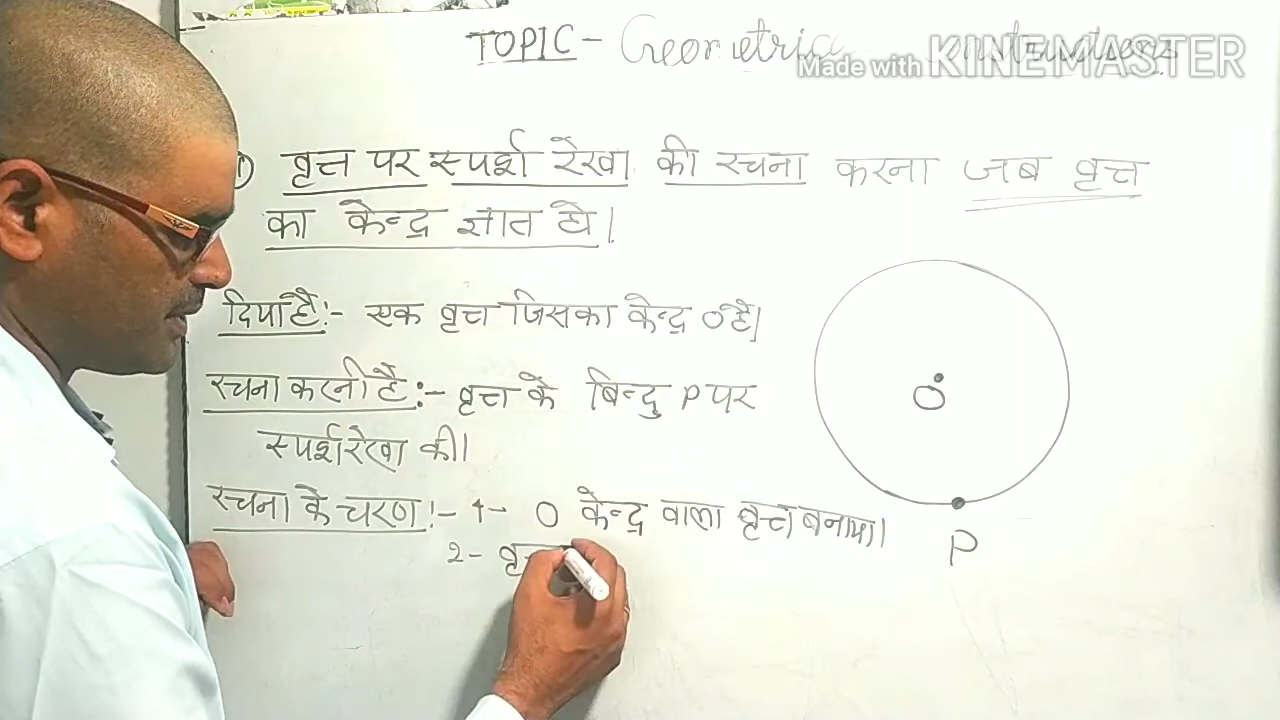 TOPIC - Geometric
Made with KINEMASTER
1) वृत्त पर स्पर्श रेखा की रचना करना जब वृत्त
का केन्द्र ज्ञात हो।
दिया है:- एक वृत्त जिसका केन्द्र O है।
रचना करनी है:- वृत्त के बिन्दु P पर
स्पर्श रेखा की।
रचना के चरण:- 1- O केन्द्र वाला वृत्त बनाया।
2-
O
P